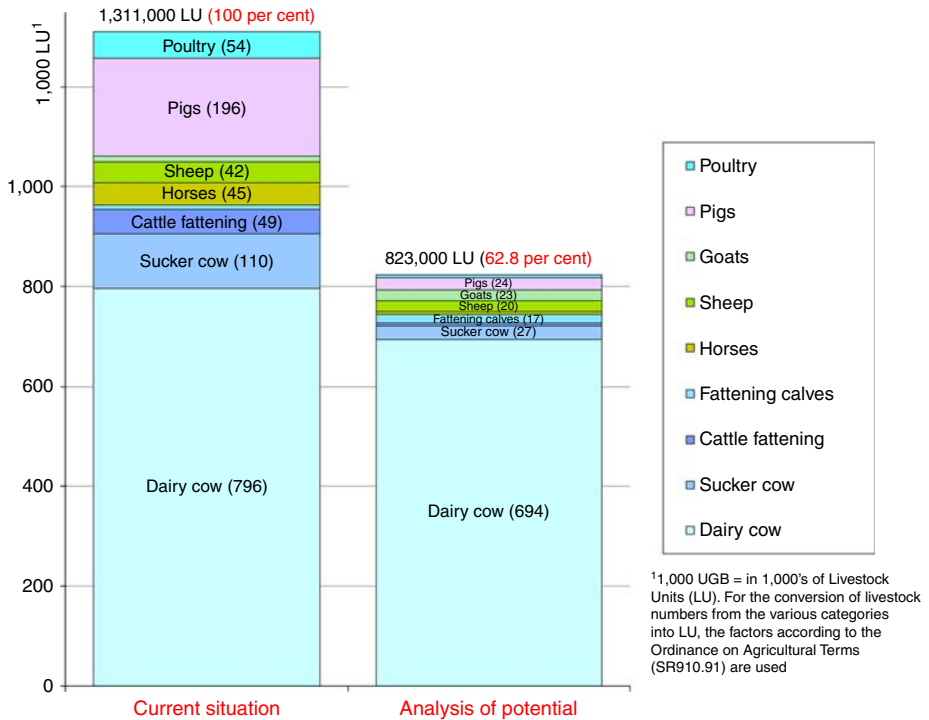 1,311,000 LU (100 per cent)
1,000 LU¹
Poultry (54)
Pigs (196)
Sheep (42)
Horses (45)
Cattle fattening (49)
Sucker cow (110)
Dairy cow (796)
1,000
1,000
800
600
400
200
0
823,000 LU (62.8 per cent)
Pigs (24)
Goats (23)
Sheep (20)
Fattening calves (17)
Sucker cow (27)
Dairy cow (694)
Current situation
Analysis of potential
Poultry
Pigs
Goats
Sheep
Horses
Fattening calves
Cattle fattening
Sucker cow
Dairy cow
¹1,000 UGB = in 1,000's of Livestock
Units (LU). For the conversion of livestock
numbers from the various categories
into LU, the factors according to the
Ordinance on Agricultural Terms
(SR910.91) are used